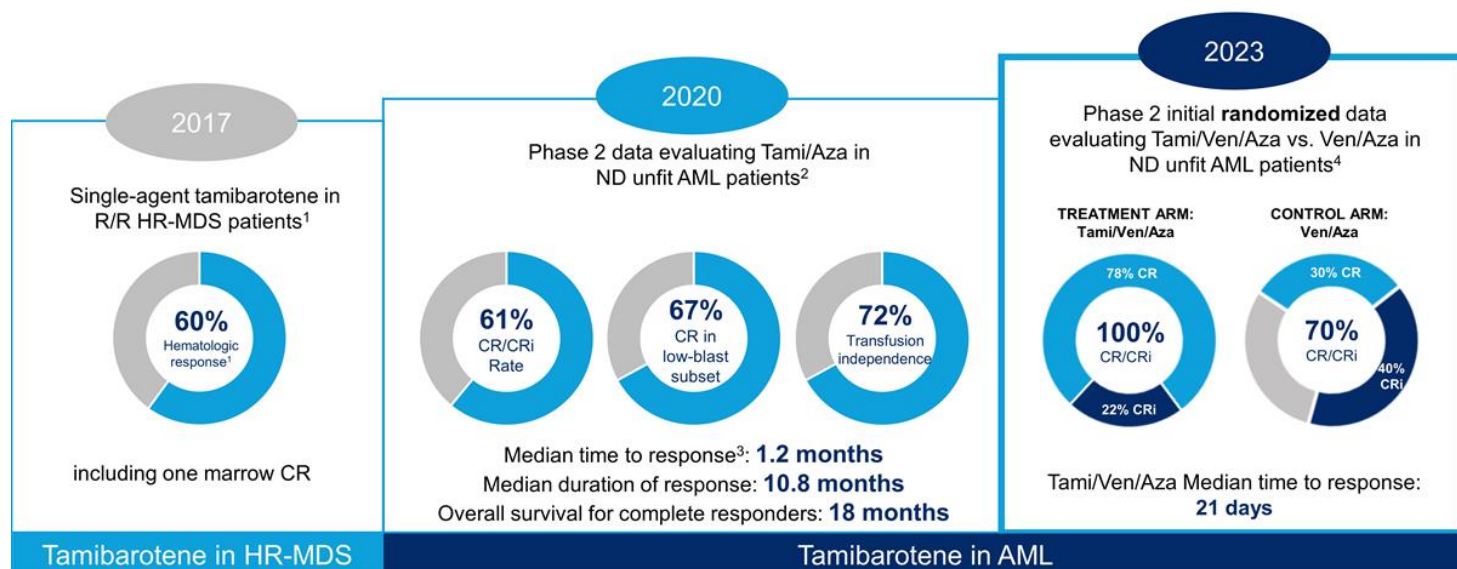 2017
Single-agent tamibarotene in
R/R HR-MDS patients¹
60%
Hematologic
response¹
including one marrow CR
Tamibarotene in HR-MDS
2020
Phase 2 data evaluating Tami/Aza in
ND unfit AML patients²
61%
CR/CRi
Rate
67%
CR in
low-blast
subset
72%
Transfusion
independence
Median time to response³: 1.2 months
Median duration of response: 10.8 months
Overall survival for complete responders: 18 months
2023
Phase 2 initial randomized data
evaluating Tami/Ven/Aza vs. Ven/Aza in
ND unfit AML patients⁴
TREATMENT ARM:
Tami/Ven/Aza
78% CR
100%
CR/CRi
22% CRi
CONTROL ARM:
Ven/Aza
30% CR
70%
CR/CRi
40%
CRi
Tami/Ven/Aza Median time to response:
21 days
Tamibarotene in AML